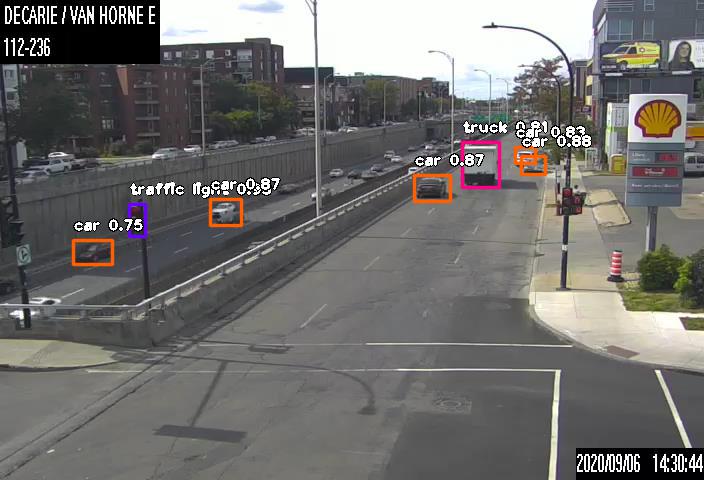 DECARIE / VAN HORNE E
112-236
truck 0.81
car 0.83
car 0.88
car 0.87
car 0.87
car 0.75
Shell
2020/09/06 14:30:44